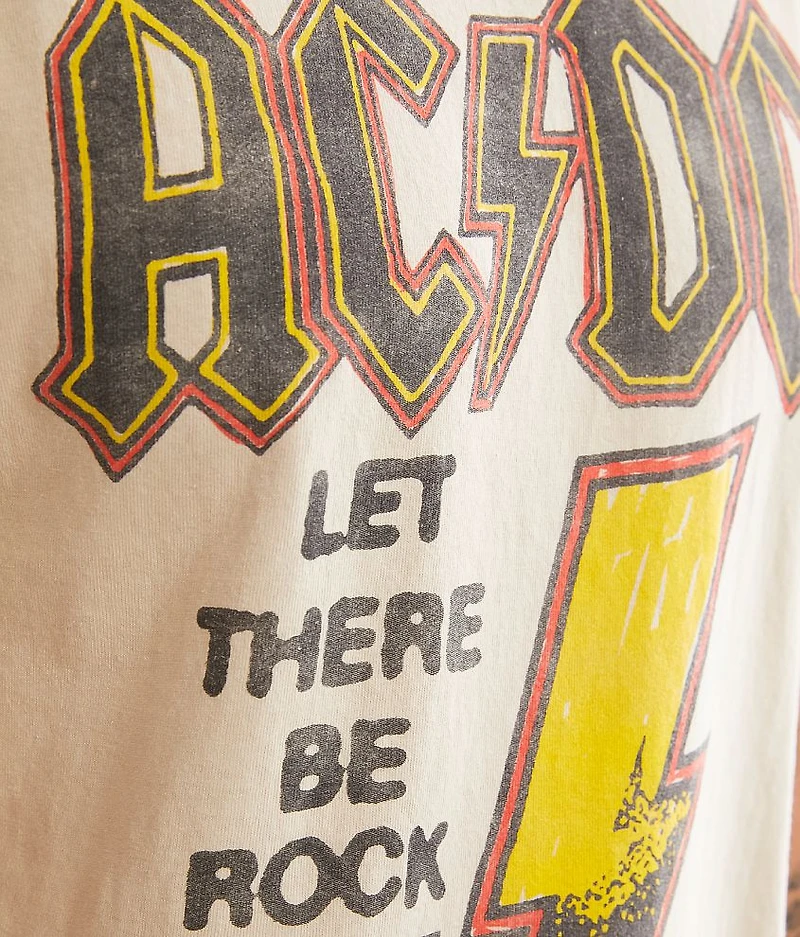 AC⚡DC
LET
THERE
BE
ROCK